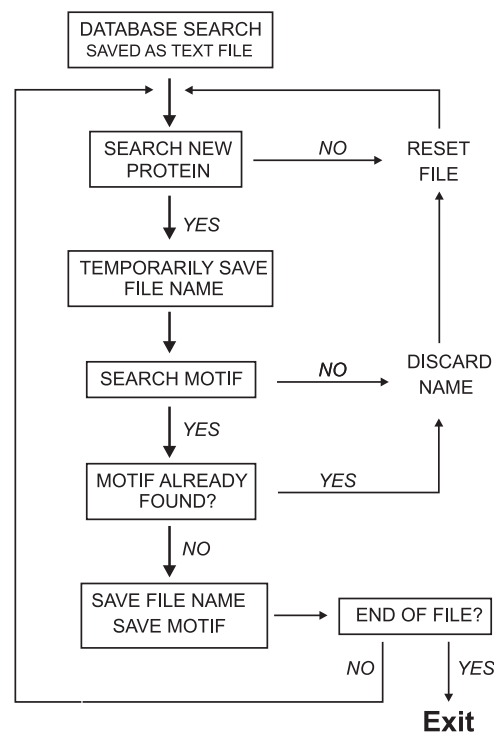 DATABASE SEARCH
SAVED AS TEXT FILE
SEARCH NEW
PROTEIN
NO
RESET
FILE
YES
TEMPORARILY SAVE
FILE NAME
SEARCH MOTIF
NO
DISCARD
NAME
YES
MOTIF ALREADY
FOUND?
YES
NO
SAVE FILE NAME
SAVE MOTIF
END OF FILE?
NO
YES
Exit